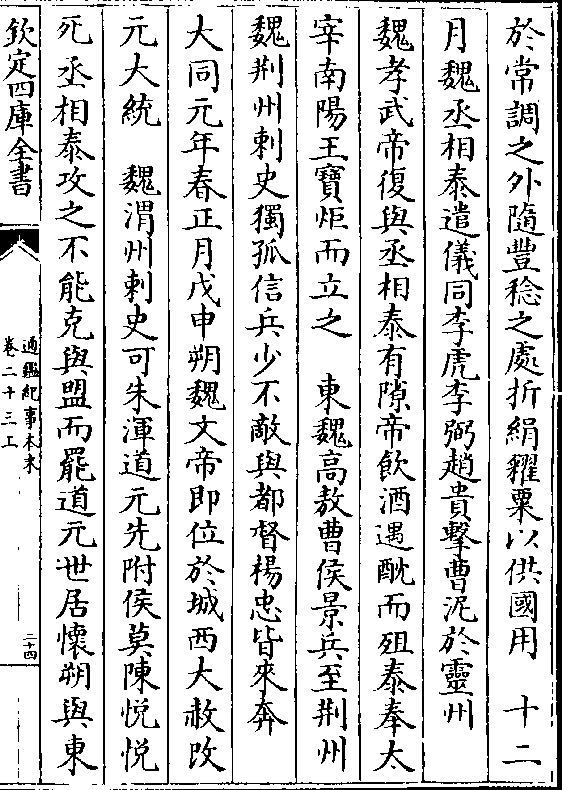 於常調之外隨豐稔之處折絹糴粟以供國用　十二
月魏丞相泰遣儀同李虎李弼趙貴擊曹泥於靈州
魏孝武帝復與丞相泰有隙帝飲酒遇酖而殂泰奉太
宰南陽王寶炬而立之　東魏高敖曹侯景兵至荆州
魏荆州刺史獨孤信兵少不敵與都督楊忠皆來奔
大同元年春正月戊申朔魏文帝即位於城西大赦改
元大統　魏渭州刺史可朱渾道元先附侯莫陳悅悅
死丞相泰攻之不能克與盟而罷道元世居懷朔與東
欽定四庫全書
通鑑紀事本末
卷二十三上
二十四